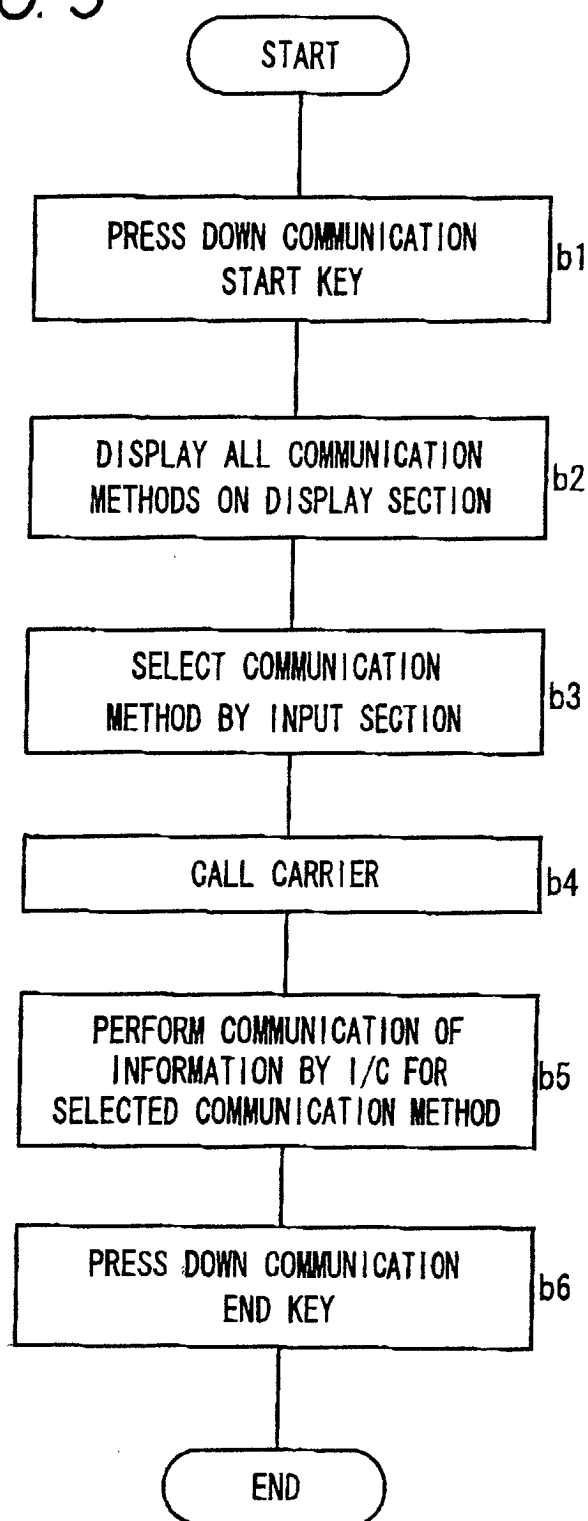 START
PRESS DOWN COMMUNICATION
START KEY
b1
DISPLAY ALL COMMUNICATION
METHODS ON DISPLAY SECTION
b2
SELECT COMMUNICATION
METHOD BY INPUT SECTION
b3
CALL CARRIER
b4
PERFORM COMMUNICATION OF
INFORMATION BY I/C FOR
SELECTED COMMUNICATION METHOD
b5
PRESS DOWN COMMUNICATION
END KEY
b6
END